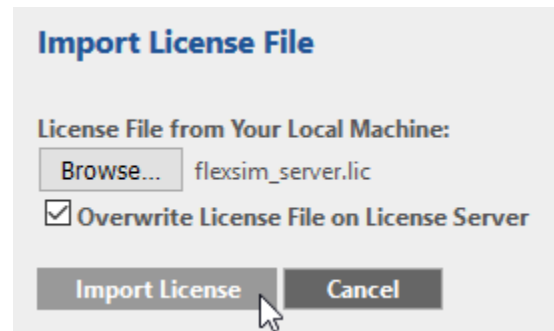 Import License File
License File from Your Local Machine:
Browse... flexsim_server.lic
Overwrite License File on License Server
Import License Cancel